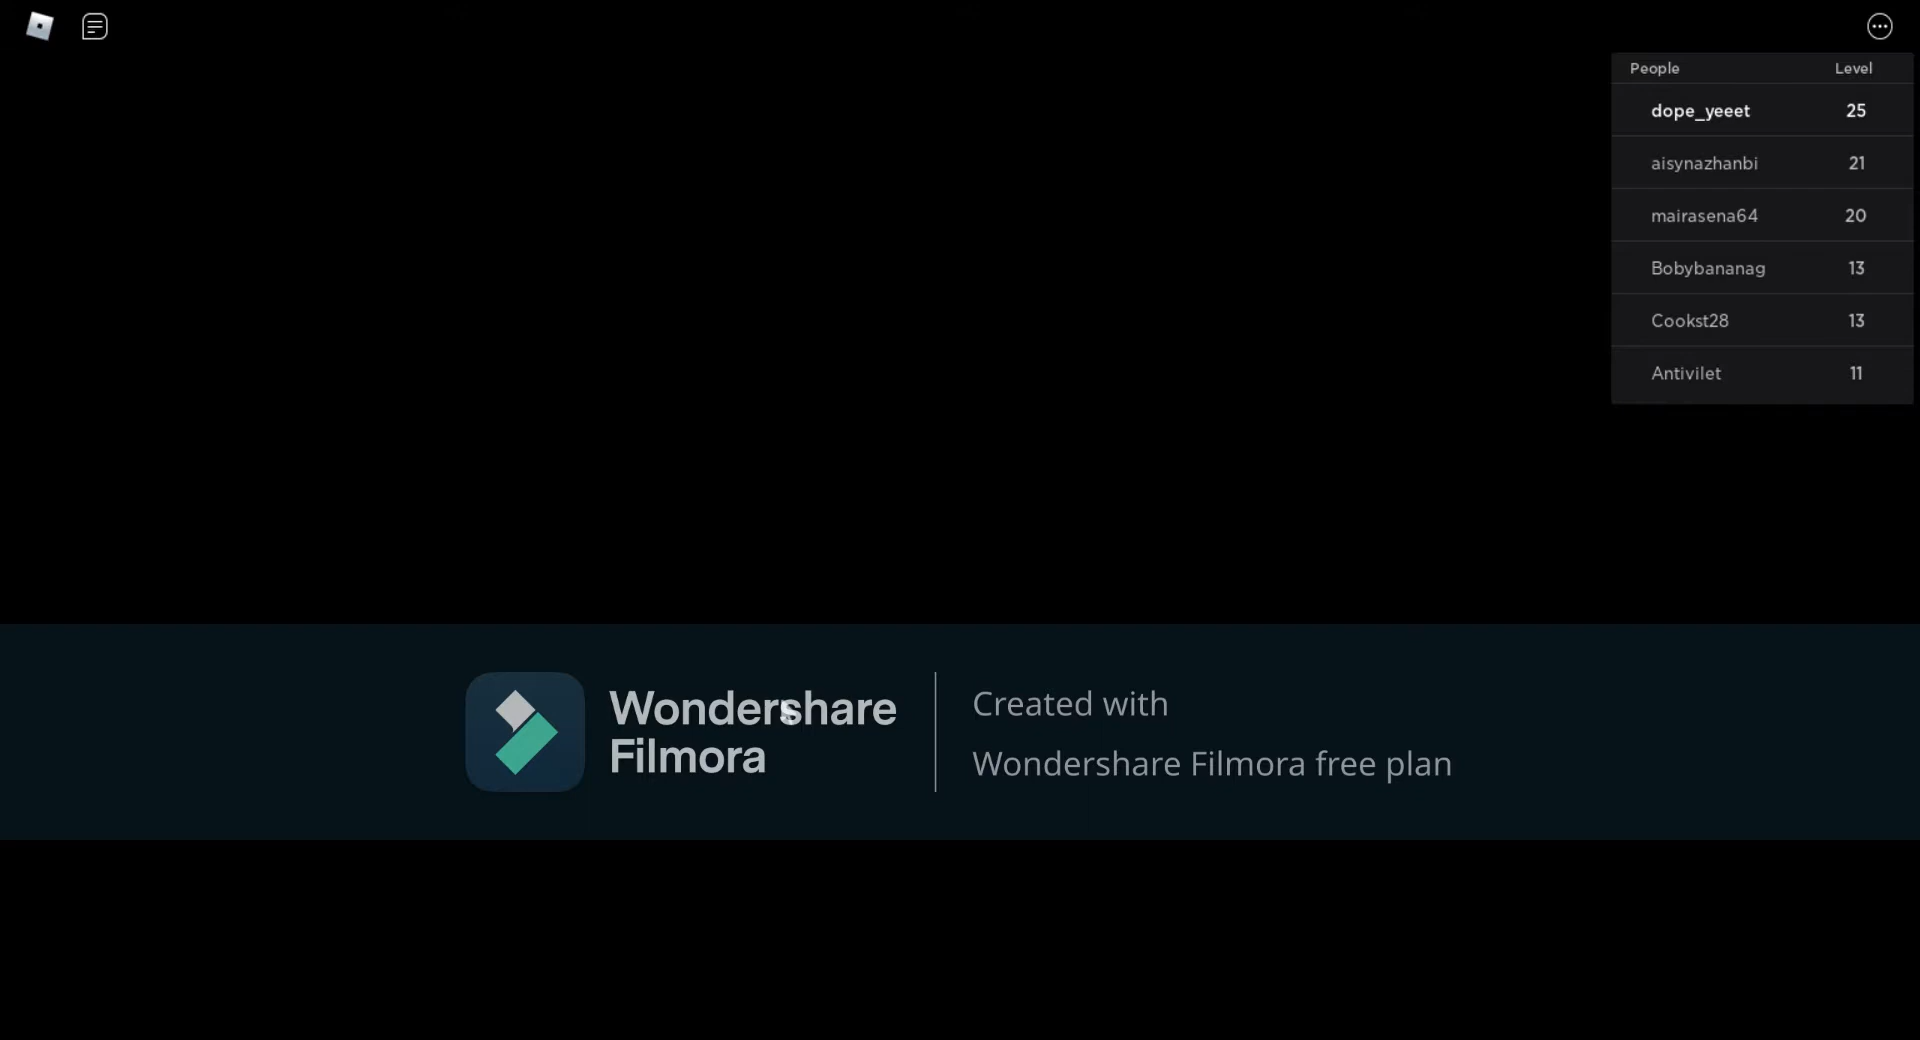 People Level
dope_yeeet 25
aisynazhanbi 21
mairasena64 20
Bobybananag 13
Cookst28 13
Antivilet 11
Wondershare
Filmora
Created with
Wondershare Filmora free plan